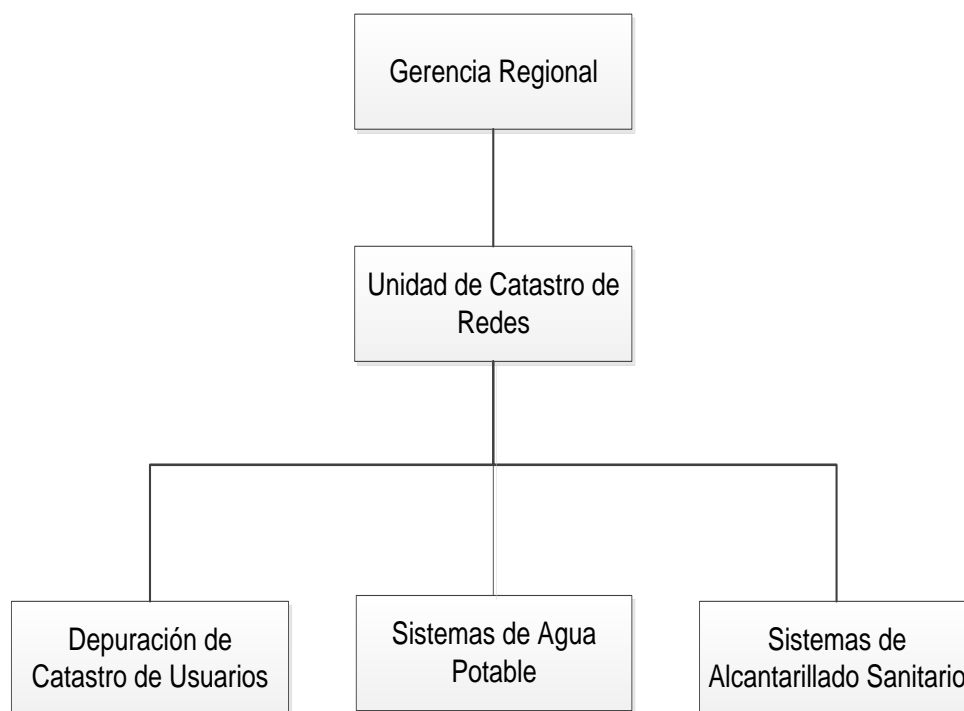 Gerencia Regional
Unidad de Catastro de
Redes
Depuración de
Catastro de Usuarios
Sistemas de Agua
Potable
Sistemas de
Alcantarillado Sanitario